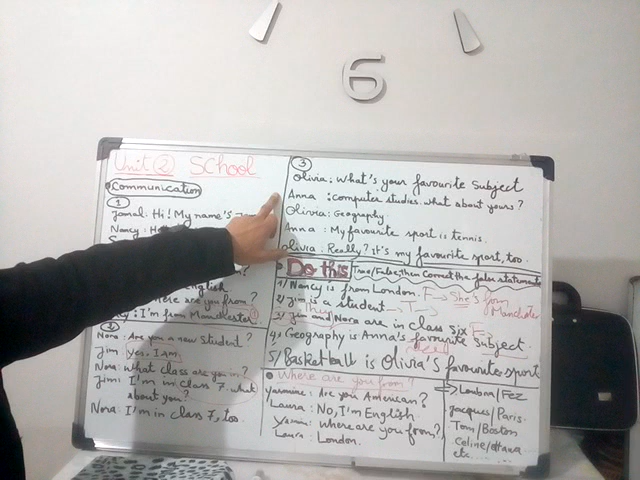 6
Unit 2 School
Communication
1
Jamal: Hi! My name's
Nancy: He
English
here are you from?
: I'm from Manchester
2
Nora: Are you a new student?
Jim: Yes, I am
Nora: What class are you in?
Jimi: I'm in class 7. What
about you?
Nora: I'm in class 7, too.
3
Olivia: What's your favourite Subject
Anna: Computer studies. What about yours?
Olivia: Geography.
Anna: My favourite sport is tennis.
Olivia: Really? It's my favourite sport, too.
Do this True/False, then correct the false statements
1/ Nancy is from London. F → She's from Manchester
2/ Jim is a student → T
They
3/ Jim and Nora are in class Six F
4/ Geography is Anna's favourite Subject.
5/ Basketball is Olivia's favourite sport
Where are you from?
Yasmine: Are you American?
Laura: No, I'm English.
Yasmine: Where are you from?
Laura: London.
Loubna/Fez
Jacques/Paris.
Tom/Boston
Celine/Ottawa
etc